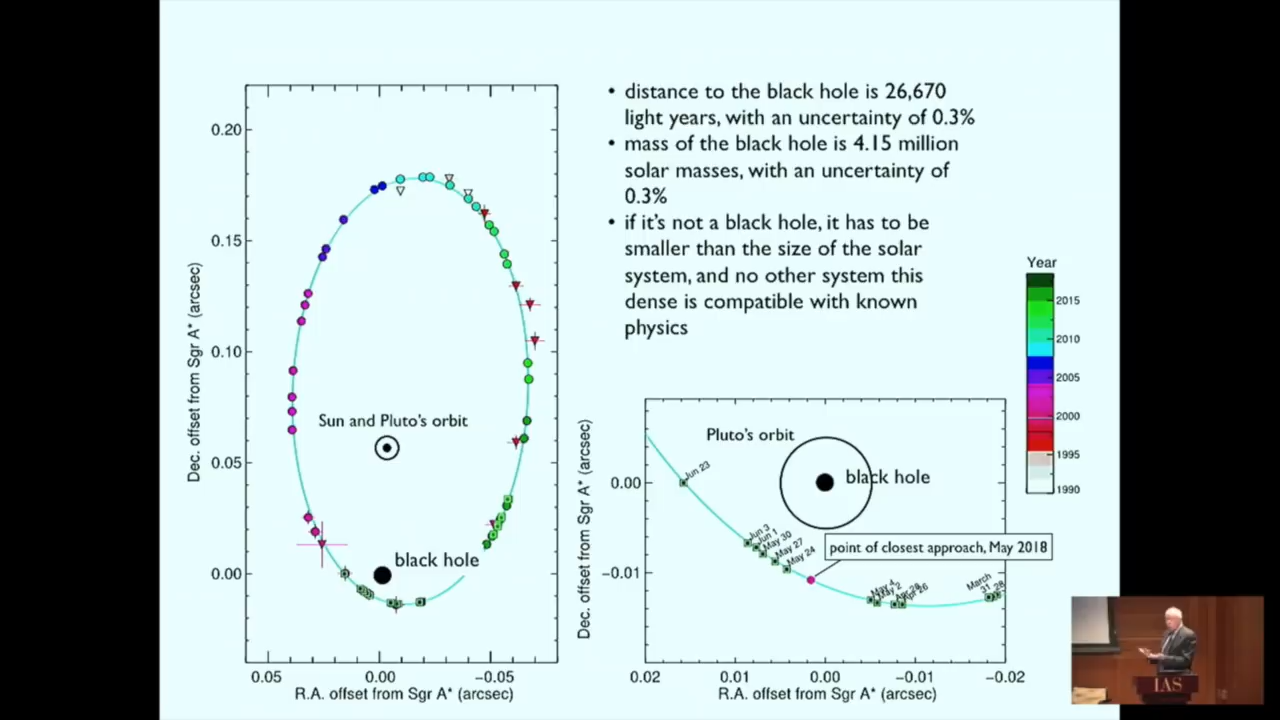 • distance to the black hole is 26,670
light years, with an uncertainty of 0.3%
• mass of the black hole is 4.15 million
solar masses, with an uncertainty of
0.3%
• if it's not a black hole, it has to be
smaller than the size of the solar
system, and no other system this
dense is compatible with known
physics
0.20
0.15
0.10
0.05
0.00
Dec. offset from Sgr A* (arcsec)
Sun and Pluto's orbit
black hole
0.05
0.00
−0.05
R.A. offset from Sgr A* (arcsec)
Year
2015
2010
2005
2000
1995
1990
0.00
−0.01
Dec. offset from Sgr A* (arcsec)
Pluto's orbit
black hole
point of closest approach, May 2018
Jun 23
Jun 3
Jun 1
May 30
May 27
May 24
May 4
March
31
28
0.02
0.01
0.00
−0.01
−0.02
R.A. offset from Sgr A* (arcsec)
IAS